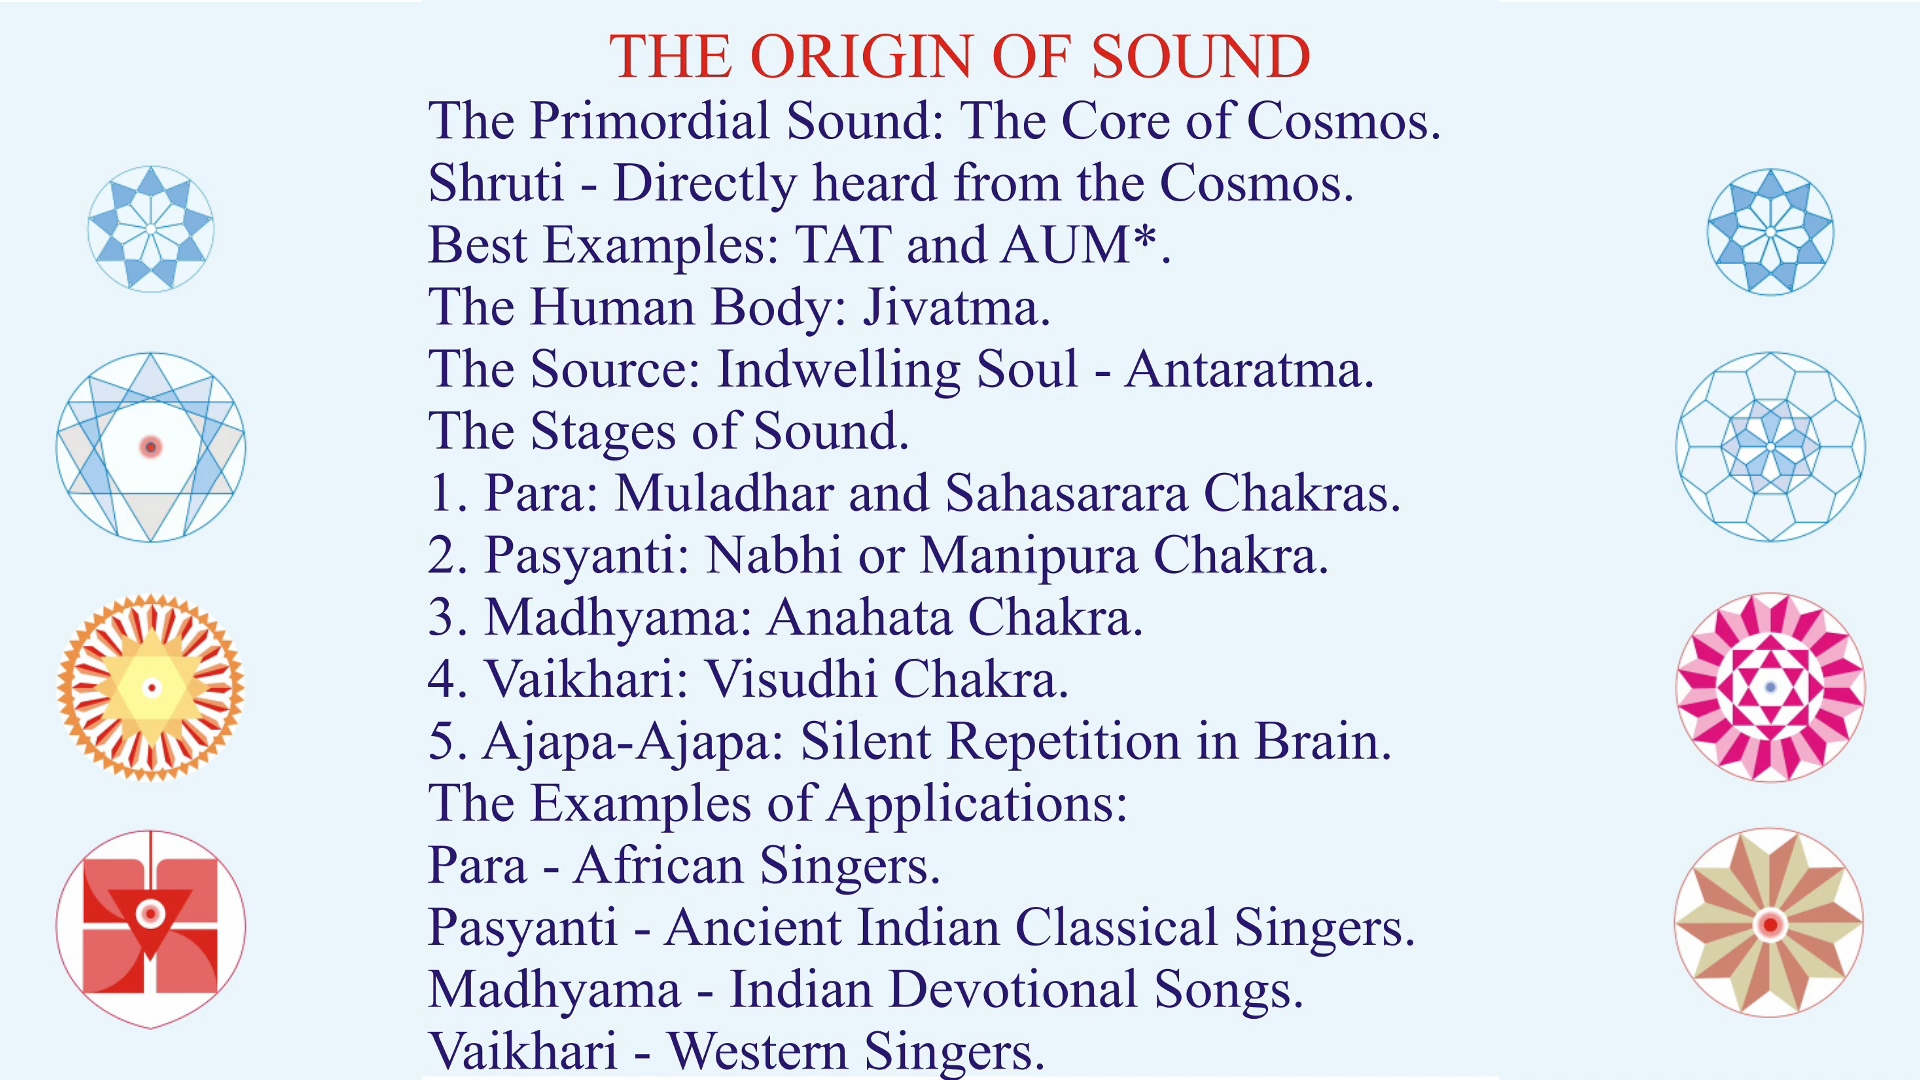 THE ORIGIN OF SOUND
The Primordial Sound: The Core of Cosmos.
Shruti - Directly heard from the Cosmos.
Best Examples: TAT and AUM*.
The Human Body: Jivatma.
The Source: Indwelling Soul - Antaratma.
The Stages of Sound.
1. Para: Muladhar and Sahasarara Chakras.
2. Pasyanti: Nabhi or Manipura Chakra.
3. Madhyama: Anahata Chakra.
4. Vaikhari: Visudhi Chakra.
5. Ajapa-Ajapa: Silent Repetition in Brain.
The Examples of Applications:
Para - African Singers.
Pasyanti - Ancient Indian Classical Singers.
Madhyama - Indian Devotional Songs.
Vaikhari - Western Singers.